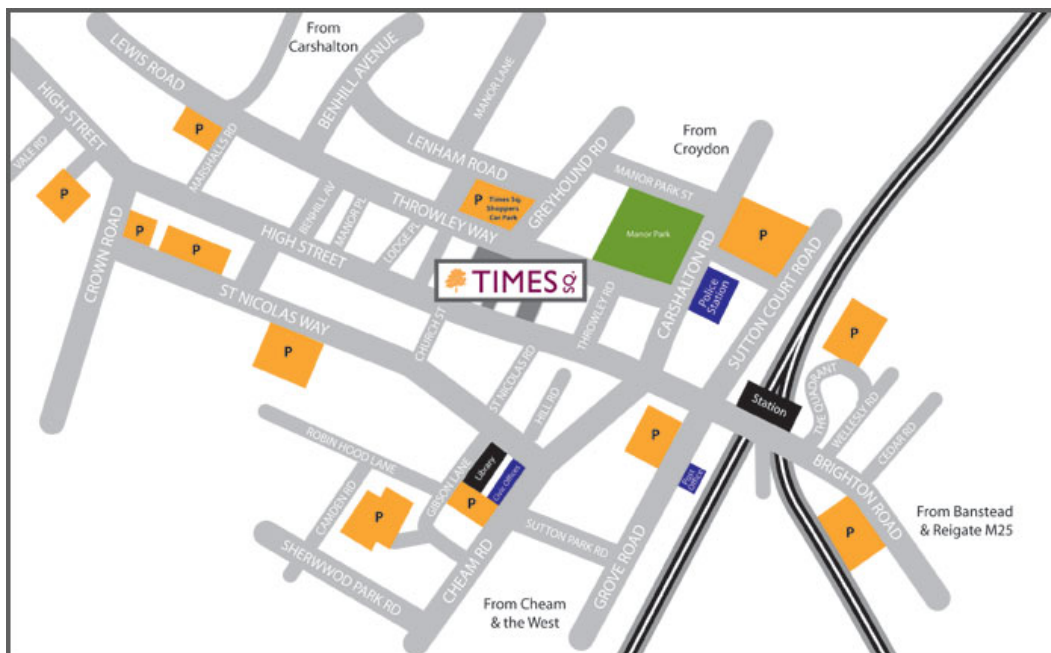 From
Carshalton
LEWIS ROAD
BENHILL AVENUE
MANOR LANE
HIGH STREET
P
MARSHALLS RD
LENHAM ROAD
GREYHOUND RD
From
Croydon
VALE RD
P
MANOR PARK ST
P
Times Sq.
Shoppers
Car Park
THROWLEY WAY
BENHILL AV
MANOR PL
LODGE PL
Manor Park
P
CROWN ROAD
P
P
HIGH STREET
TIMES SQ.
CARSHALTON RD
Police
Station
SUTTON COURT ROAD
ST NICOLAS WAY
CHURCH ST
THROWLEY RD
P
P
ST NICOLAS RD
HILL RD
Station
THE QUADRANT
WELLESLY RD
CEDAR RD
ROBIN HOOD LANE
P
BRIGHTON ROAD
GIBSON LANE
Library
Civic Offices
P
Post
Office
CAMDEN RD
P
SUTTON PARK RD
GROVE ROAD
P
From Banstead
& Reigate M25
SHERWWOD PARK RD
CHEAM RD
From Cheam
& the West